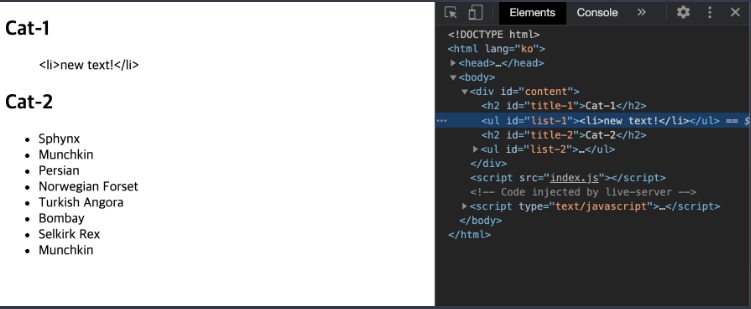 Cat-1
<li>new text!</li>
Cat-2
Sphynx
Munchkin
Persian
Norwegian Forset
Turkish Angora
Bombay
Selkirk Rex
Munchkin
Elements Console »
<!DOCTYPE html>
<html lang="ko">
<head>…</head>
<body>
<div id="content">
<h2 id="title-1">Cat-1</h2>
<ul id="list-1"><li>new text!</li></ul> == $
<h2 id="title-2">Cat-2</h2>
<ul id="list-2">…</ul>
</div>
<script src="index.js"></script>
<!-- Code injected by live-server -->
<script type="text/javascript">…</script>
</body>
</html>